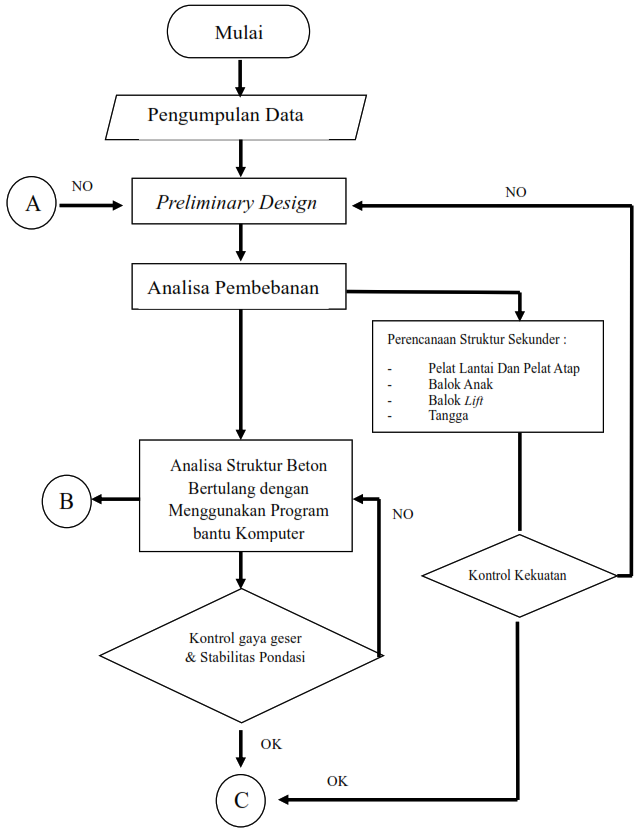 Mulai
Pengumpulan Data
A
NO
Preliminary Design
NO
Analisa Pembebanan
Perencanaan Struktur Sekunder :
- Pelat Lantai Dan Pelat Atap
- Balok Anak
- Balok Lift
- Tangga
Analisa Struktur Beton
Bertulang dengan
Menggunakan Program
bantu Komputer
B
NO
Kontrol Kekuatan
Kontrol gaya geser
& Stabilitas Pondasi
OK
OK
C